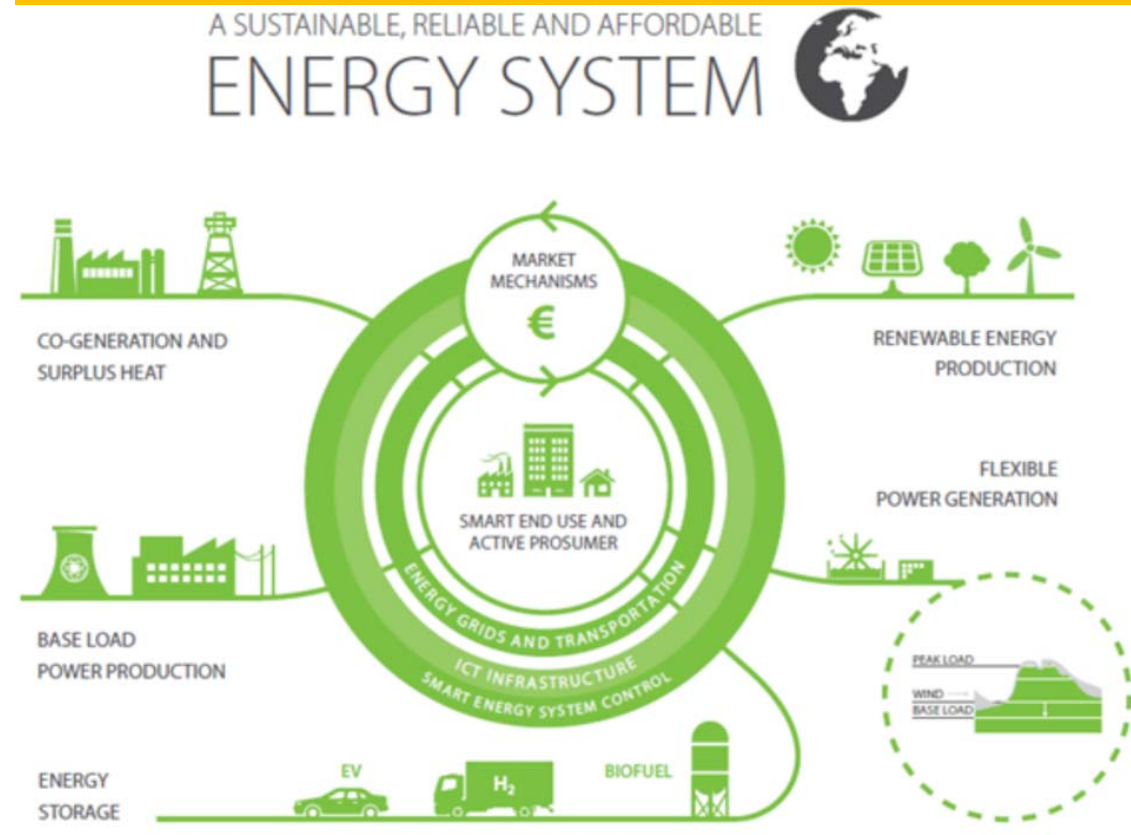 A SUSTAINABLE, RELIABLE AND AFFORDABLE
ENERGY SYSTEM
MARKET
MECHANISMS
€
CO-GENERATION AND
SURPLUS HEAT
RENEWABLE ENERGY
PRODUCTION
FLEXIBLE
POWER GENERATION
SMART END USE AND
ACTIVE PROSUMER
ENERGY GRIDS AND TRANSPORTATION
ICT INFRASTRUCTURE
SMART ENERGY SYSTEM CONTROL
BASE LOAD
POWER PRODUCTION
PEAK LOAD
WIND
BASE LOAD
ENERGY
STORAGE
EV
H₂
BIOFUEL